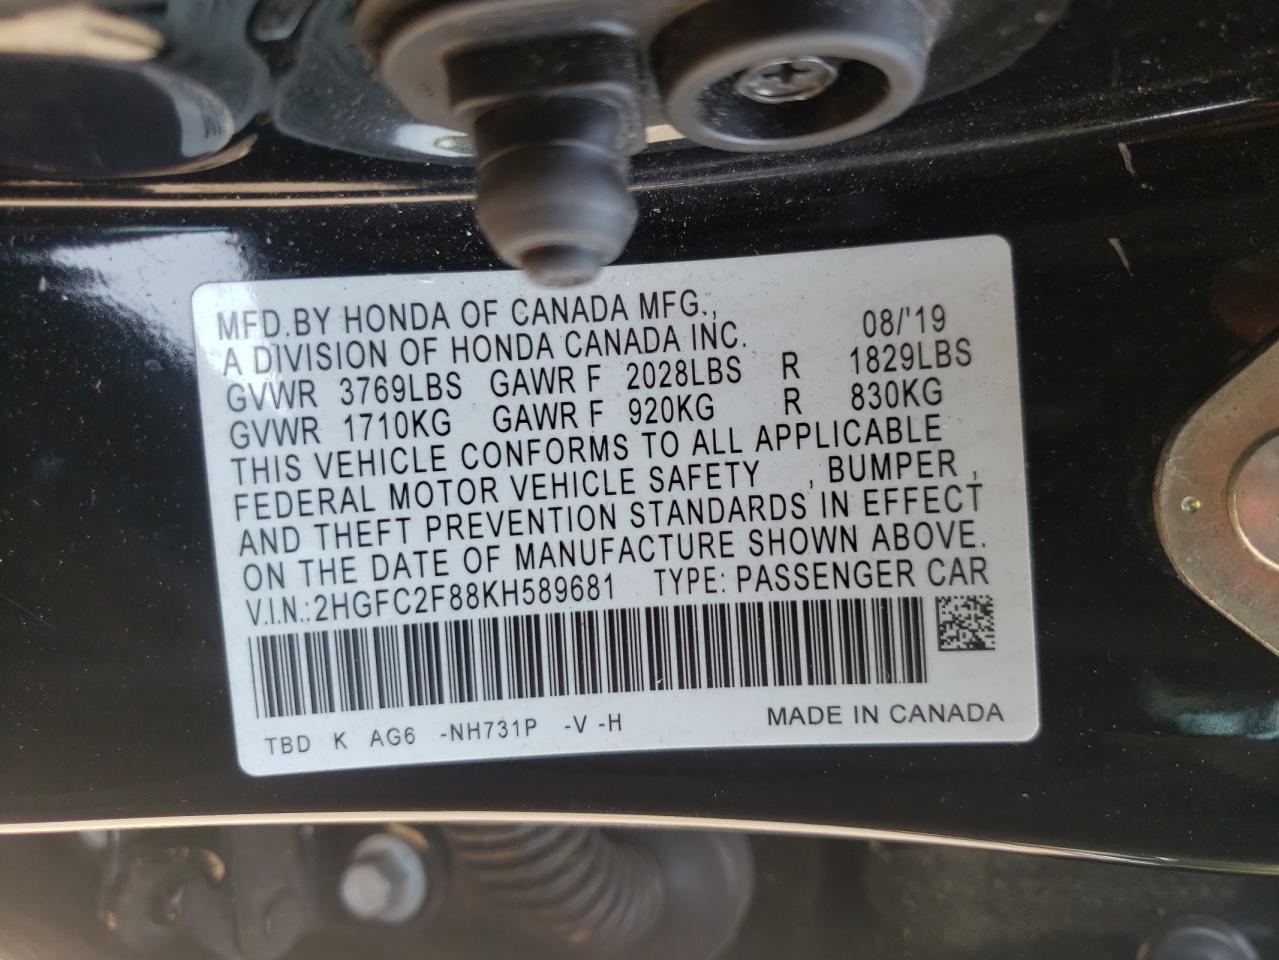 MFD.BY HONDA OF CANADA MFG., 08/'19
A DIVISION OF HONDA CANADA INC.
GVWR 3769LBS GAWR F 2028LBS R 1829LBS
GVWR 1710KG GAWR F 920KG R 830KG
THIS VEHICLE CONFORMS TO ALL APPLICABLE
FEDERAL MOTOR VEHICLE SAFETY , BUMPER ,
AND THEFT PREVENTION STANDARDS IN EFFECT
ON THE DATE OF MANUFACTURE SHOWN ABOVE.
V.I.N.:2HGFC2F88KH589681 TYPE: PASSENGER CAR
TBD K AG6 -NH731P -V -H MADE IN CANADA